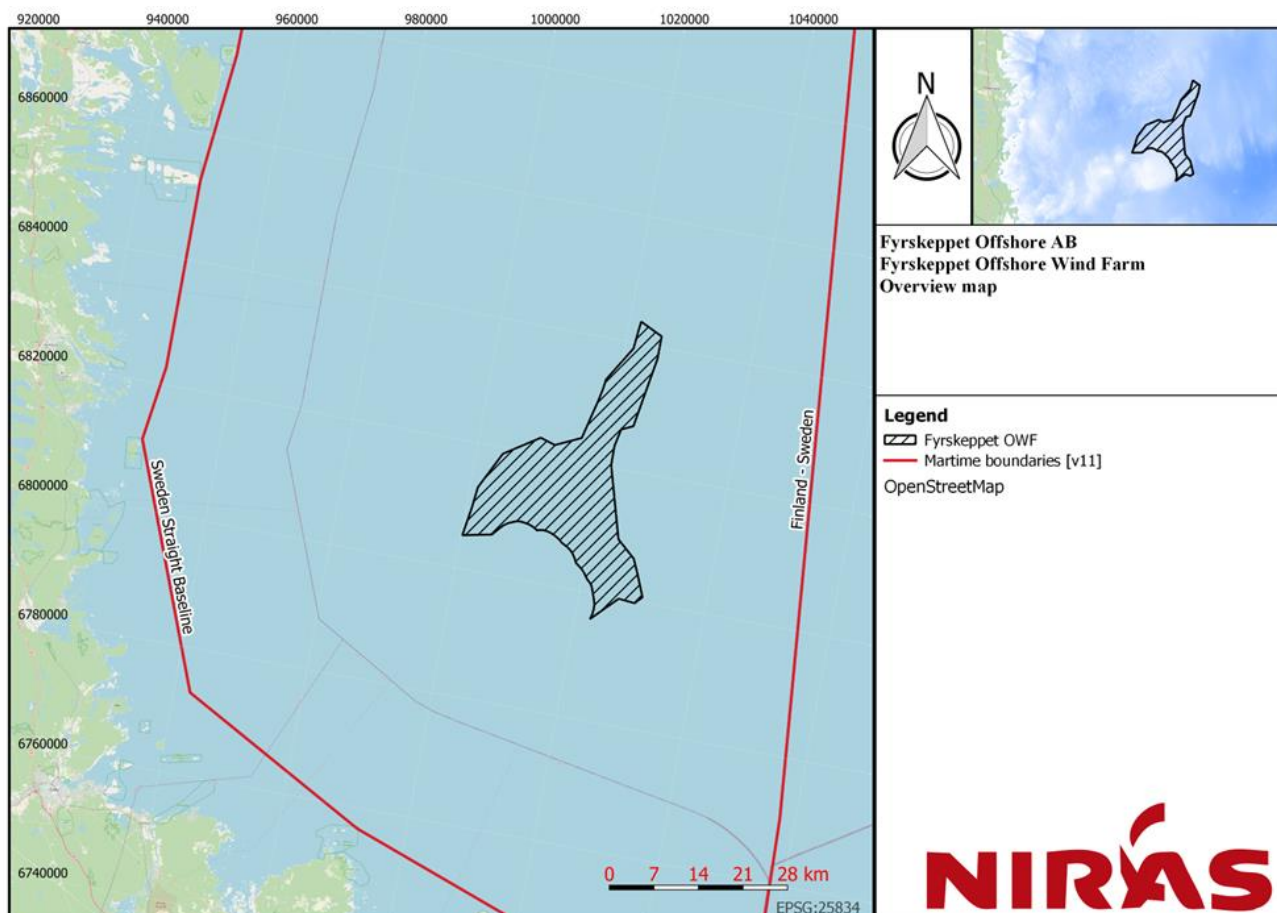 920000 940000 960000 980000 1000000 1020000 1040000
6860000
6840000
6820000
6800000
6780000
6760000
6740000
Sweden Straight Baseline
Finland - Sweden
0 7 14 21 28 km
EPSG:25834
N
Fyrskeppet Offshore AB
Fyrskeppet Offshore Wind Farm
Overview map
Legend
Fyrskeppet OWF
Martime boundaries [v11]
OpenStreetMap
NIRAS